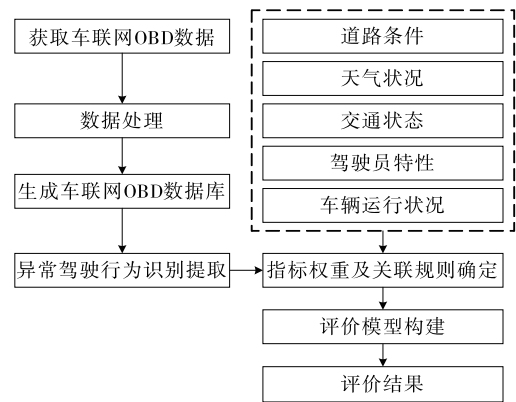 获取车联网OBD数据
数据处理
生成车联网OBD数据库
异常驾驶行为识别提取
道路条件
天气状况
交通状态
驾驶员特性
车辆运行状况
指标权重及关联规则确定
评价模型构建
评价结果